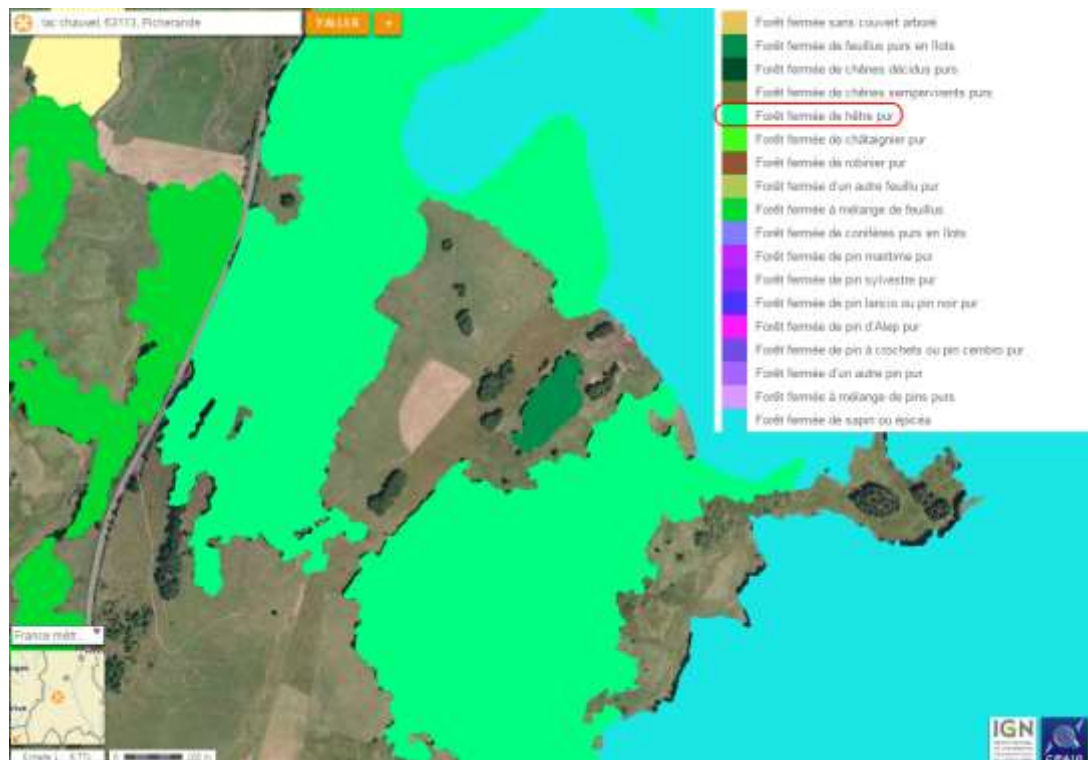 lac chauvet, 63113, Picherande
Y ALLER
+
Forêt fermée sans couvert arboré
Forêt fermée de feuillus purs en îlots
Forêt fermée de chênes décidus purs
Forêt fermée de chênes sempervirents purs
Forêt fermée de hêtre pur
Forêt fermée de châtaignier pur
Forêt fermée de robinier pur
Forêt fermée d'un autre feuillu pur
Forêt fermée à mélange de feuillus
Forêt fermée de conifères purs en îlots
Forêt fermée de pin maritime pur
Forêt fermée de pin sylvestre pur
Forêt fermée de pin laricio ou pin noir pur
Forêt fermée de pin d'Alep pur
Forêt fermée de pin à crochets ou pin cembro pur
Forêt fermée d'un autre pin pur
Forêt fermée à mélange de pins purs
Forêt fermée de sapin ou épicéa
France métr...
IGN